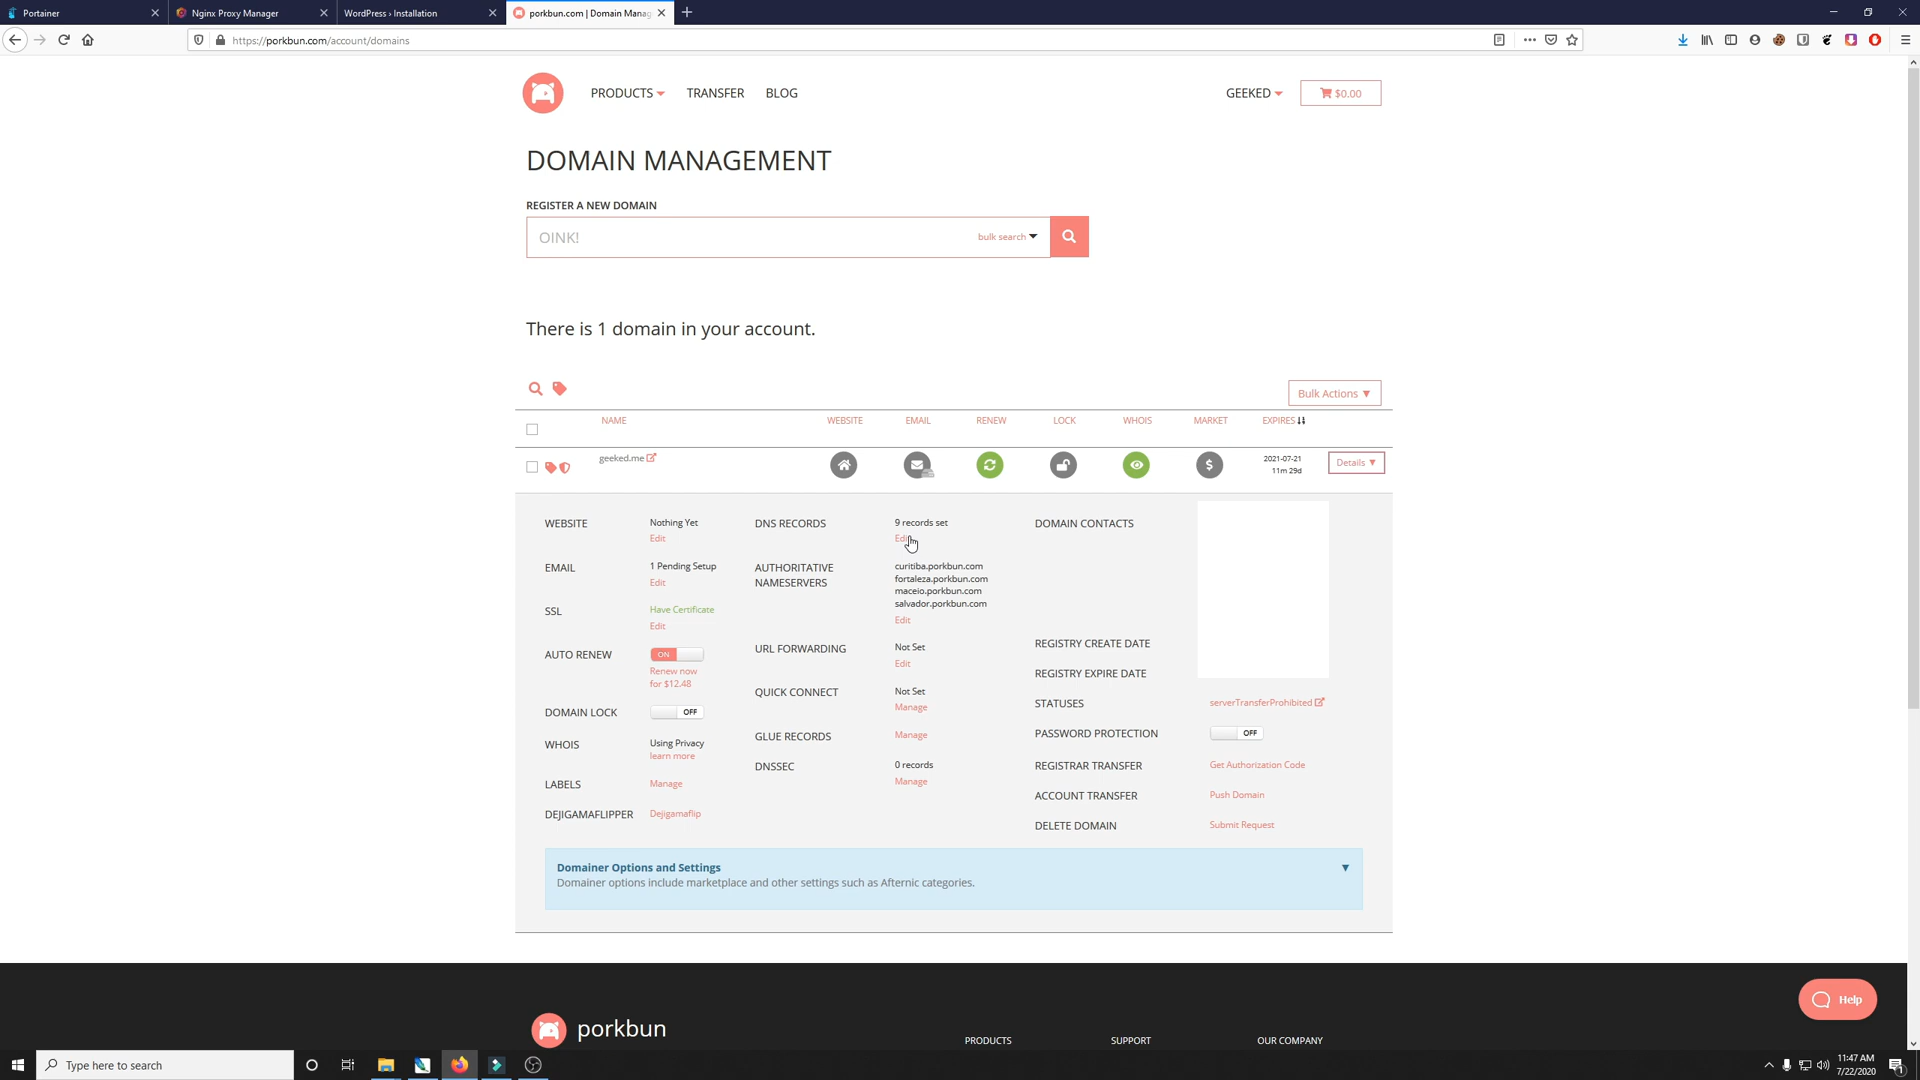 Portainer
Nginx Proxy Manager
WordPress › Installation
porkbun.com | Domain Manag
https://porkbun.com/account/domains
PRODUCTS
TRANSFER
BLOG
GEEKED
$0.00
DOMAIN MANAGEMENT
REGISTER A NEW DOMAIN
OINK!
bulk search
There is 1 domain in your account.
Bulk Actions ▼
NAME
WEBSITE
EMAIL
RENEW
LOCK
WHOIS
MARKET
EXPIRES
geeked.me
2021-07-21
11m 29d
Details ▼
WEBSITE
Nothing Yet
Edit
EMAIL
1 Pending Setup
Edit
SSL
Have Certificate
Edit
AUTO RENEW
ON
Renew now
for $12.48
DOMAIN LOCK
OFF
WHOIS
Using Privacy
learn more
LABELS
Manage
DEJIGAMAFLIPPER
Dejigamaflip
DNS RECORDS
9 records set
Edit
AUTHORITATIVE
NAMESERVERS
curitiba.porkbun.com
fortaleza.porkbun.com
maceio.porkbun.com
salvador.porkbun.com
Edit
URL FORWARDING
Not Set
Edit
QUICK CONNECT
Not Set
Manage
GLUE RECORDS
Manage
DNSSEC
0 records
Manage
DOMAIN CONTACTS
REGISTRY CREATE DATE
REGISTRY EXPIRE DATE
STATUSES
serverTransferProhibited
PASSWORD PROTECTION
OFF
REGISTRAR TRANSFER
Get Authorization Code
ACCOUNT TRANSFER
Push Domain
DELETE DOMAIN
Submit Request
Domainer Options and Settings
▼
Domainer options include marketplace and other settings such as Afternic categories.
Help
porkbun
PRODUCTS
SUPPORT
OUR COMPANY
Type here to search
11:47 AM
7/22/2020
1